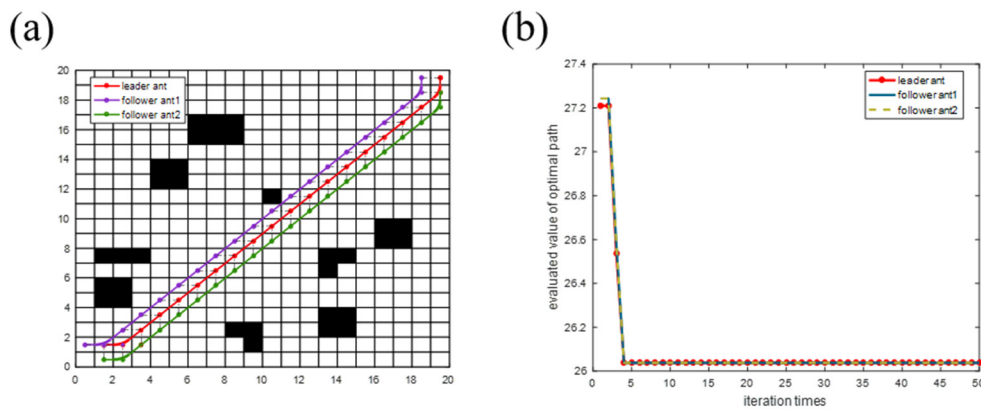 (a)
20
18
16
14
12
10
8
6
4
2
0
0 2 4 6 8 10 12 14 16 18 20
leader ant
follower ant1
follower ant2
(b)
27.4
27.2
27
26.8
26.6
26.4
26.2
26
0 5 10 15 20 25 30 35 40 45 50
evaluated value of optimal path
iteration times
leader ant
follower ant1
follower ant2